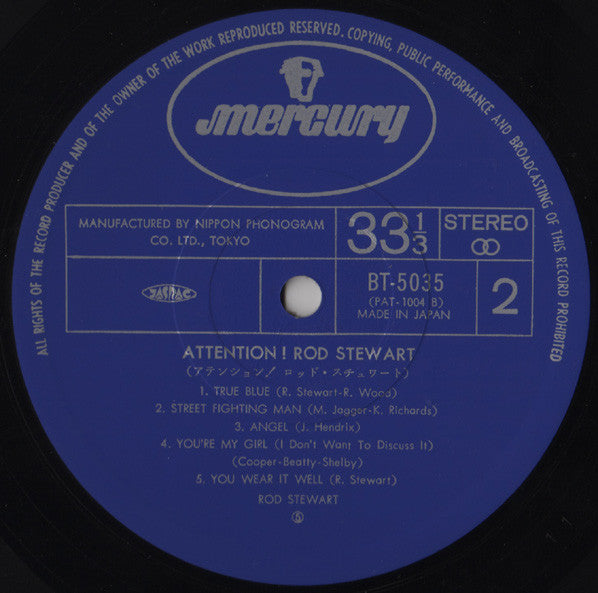 ALL RIGHTS OF THE RECORD PRODUCER AND OF THE OWNER OF THE WORK REPRODUCED RESERVED. COPYING, PUBLIC PERFORMANCE AND BROADCASTING OF THIS RECORD PROHIBITED
mercury
MANUFACTURED BY NIPPON PHONOGRAM
CO. LTD., TOKYO
33 1/3
STEREO
JASRAC
BT-5035
(PAT-1004 B)
MADE IN JAPAN
2
ATTENTION! ROD STEWART
(アテンション! ロッド・スチュワート)
1. TRUE BLUE (R. Stewart-R. Wood)
2. STREET FIGHTING MAN (M. Jagger-K. Richards)
3. ANGEL (J. Hendrix)
4. YOU'RE MY GIRL (I Don't Want To Discuss It)
(Cooper-Beatty-Shelby)
5. YOU WEAR IT WELL (R. Stewart)
ROD STEWART
Ⓢ